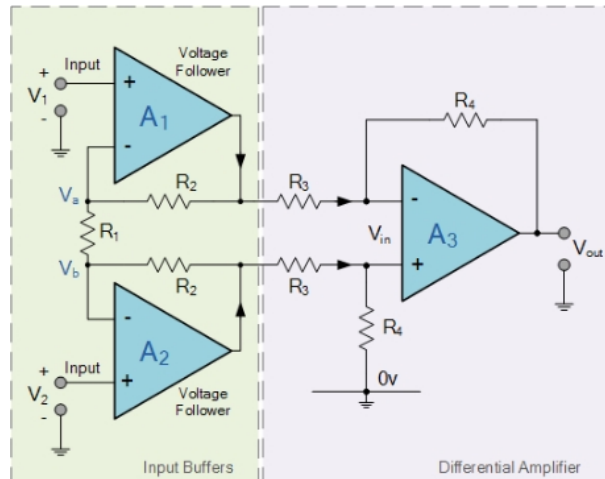 Voltage
Follower
+ Input
V1
-
+
A1
-
Va
R2
R1
Vb
R2
-
A2
+
+ Input
V2
-
Voltage
Follower
Input Buffers
R4
R3
-
Vin
A3
+
R3
Vout
R4
0v
Differential Amplifier